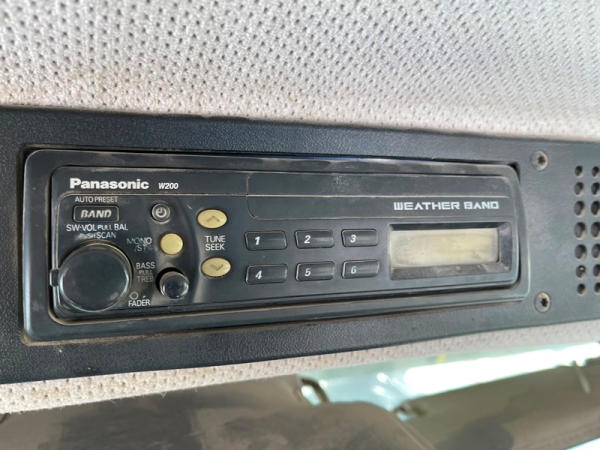 Panasonic W200
AUTO PRESET
BAND
WEATHER BAND
SW·VOL PULL BAL
PUSH SCAN
MONO
ST
TUNE
SEEK
1 2 3
BASS
PULL
TREB
4 5 6
FADER